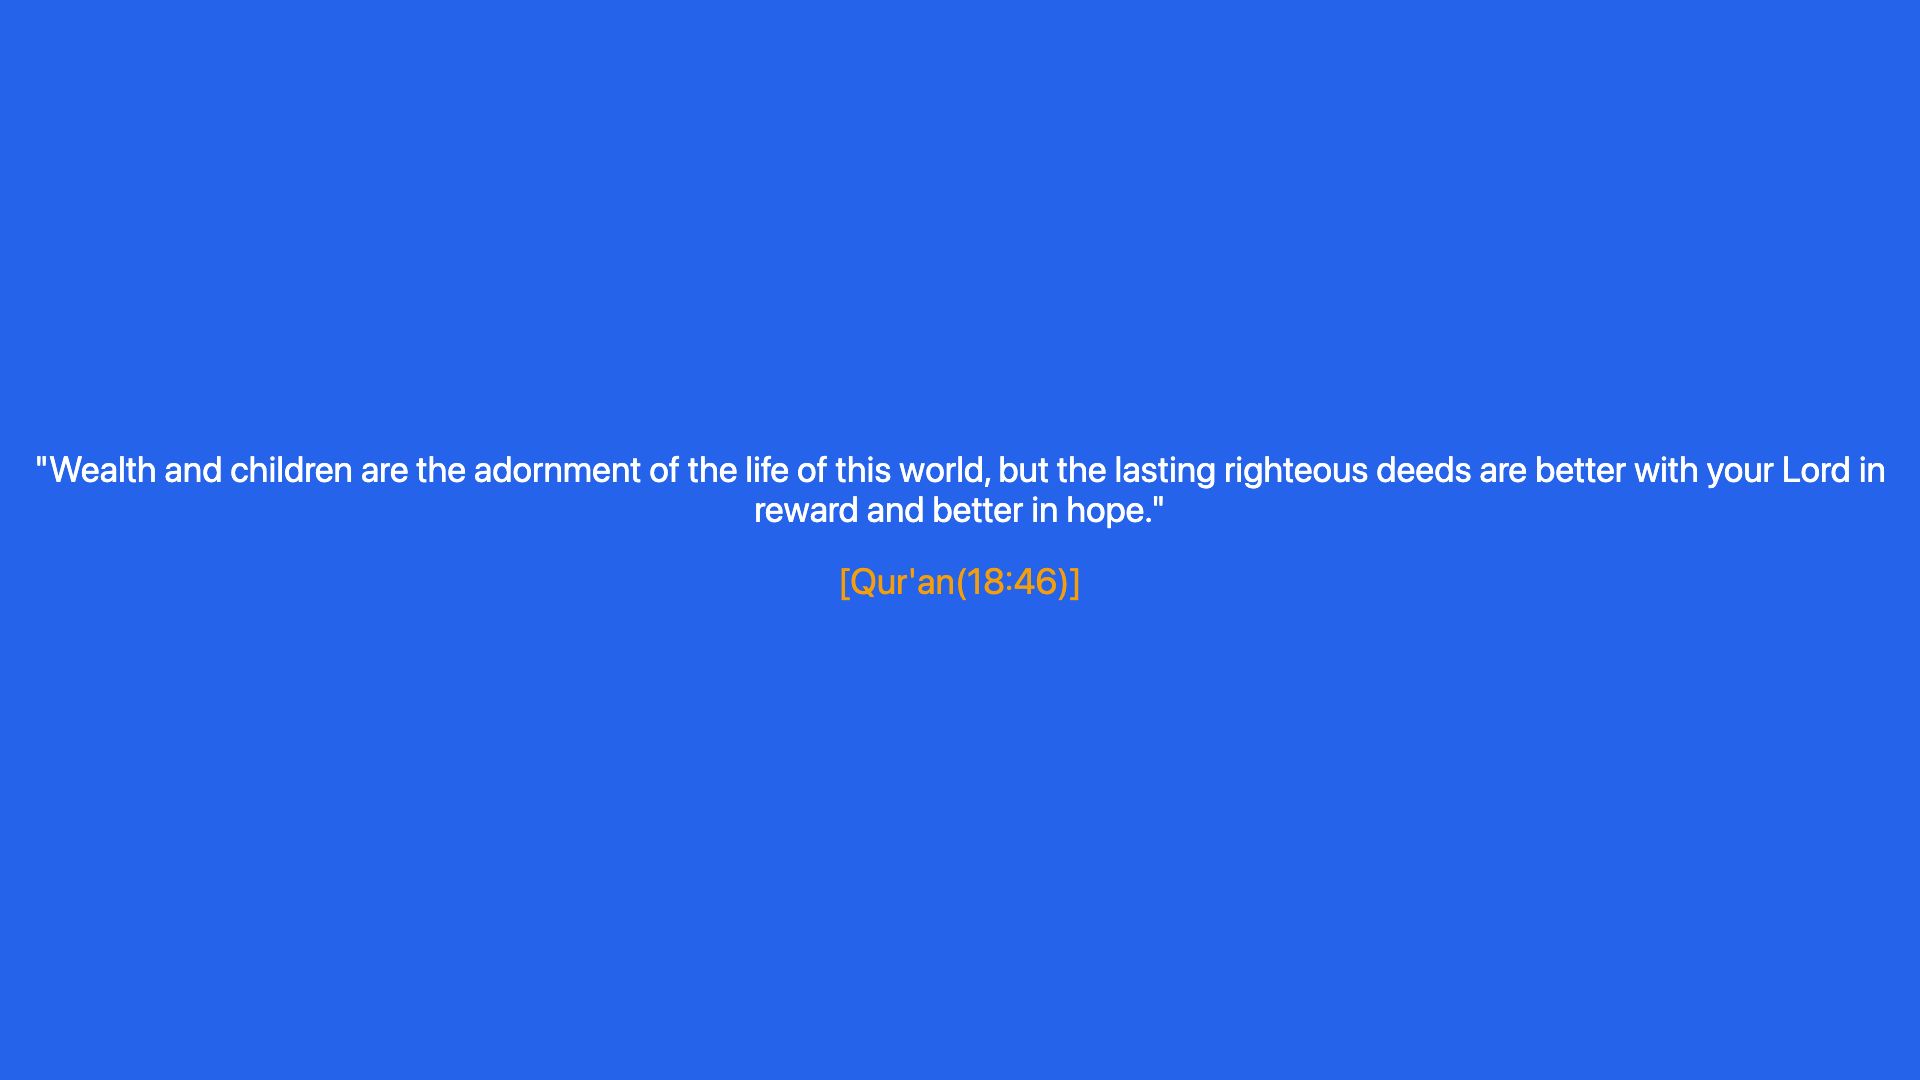 "Wealth and children are the adornment of the life of this world, but the lasting righteous deeds are better with your Lord in
reward and better in hope."
[Qur'an(18:46)]